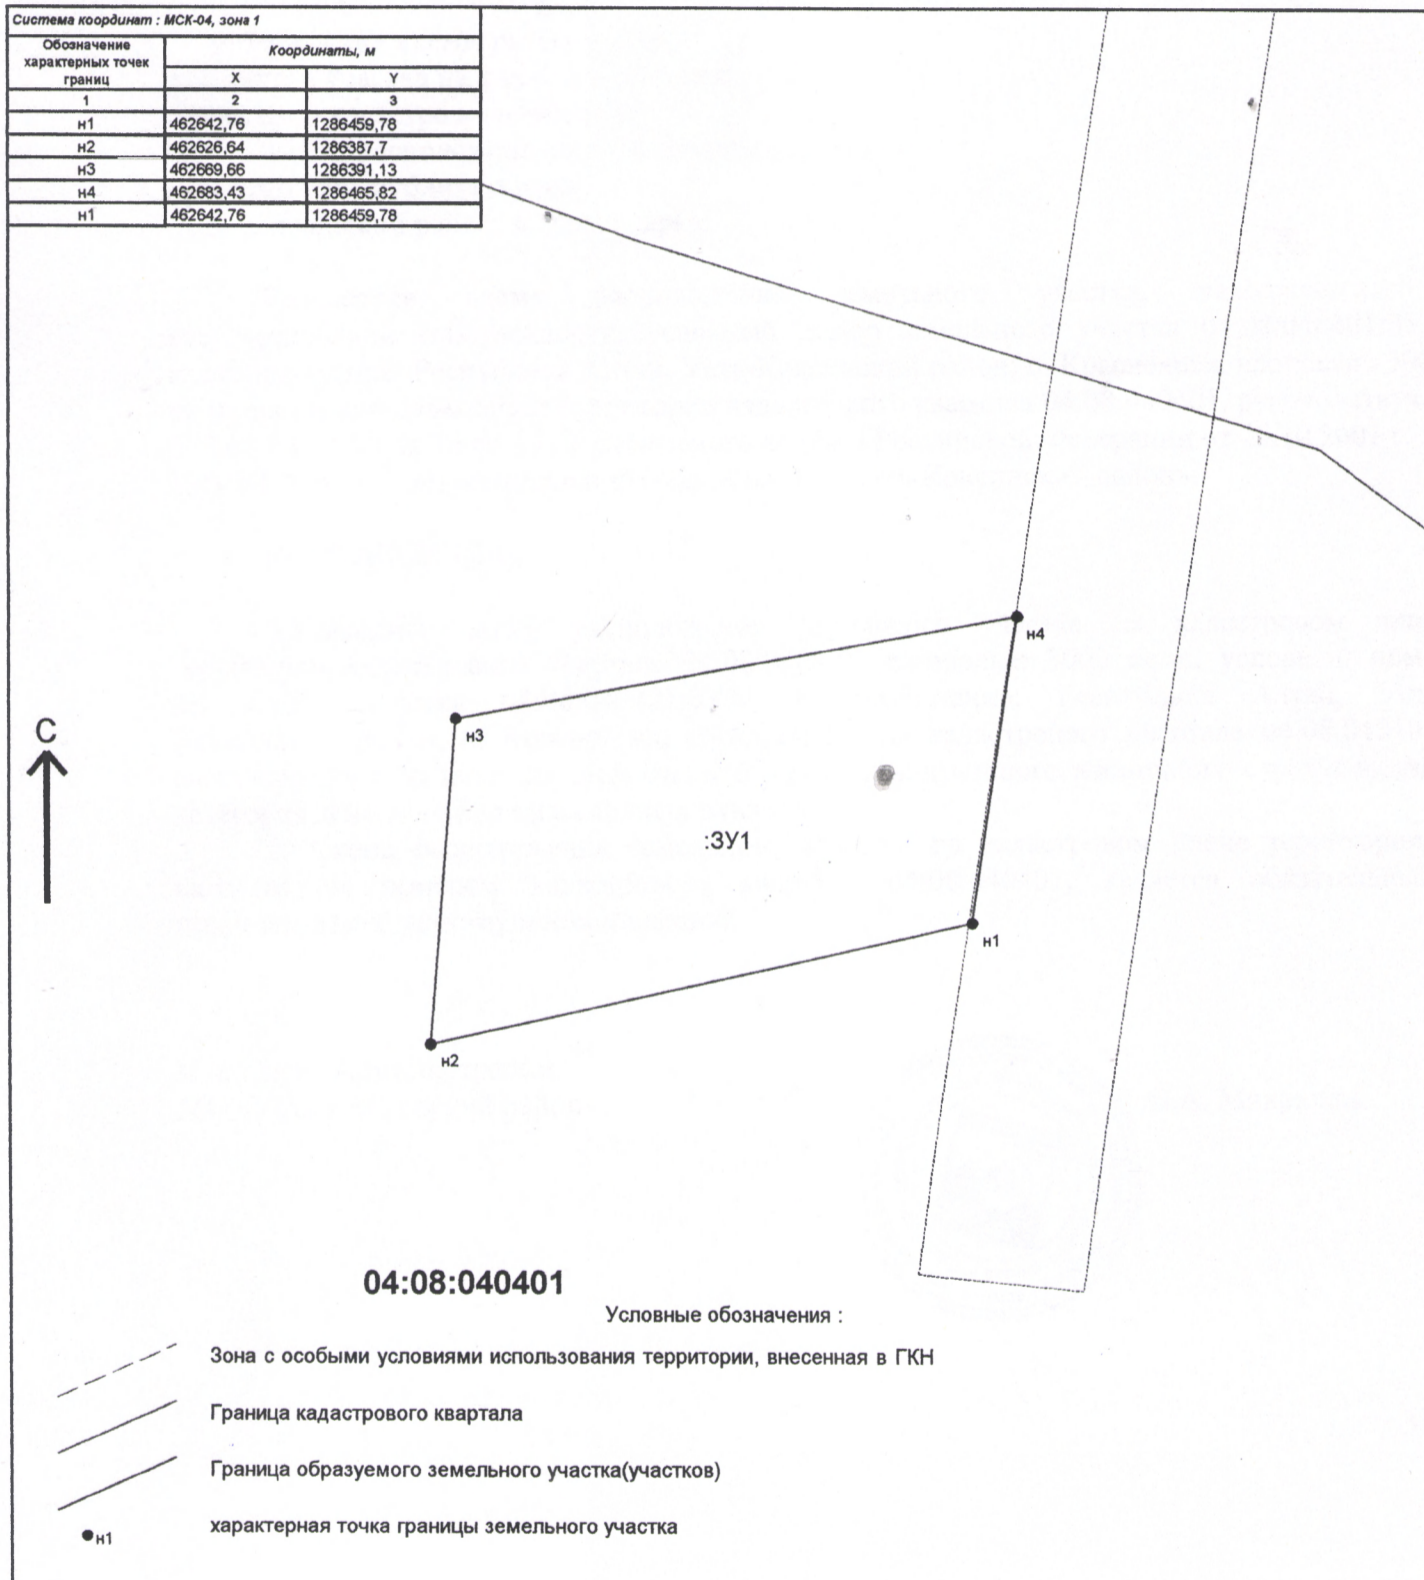 Система координат : МСК-04, зона 1
Обозначение характерных точек границ
Координаты, м
X Y
1 2 3
н1 462642,76 1286459,78
н2 462626,64 1286387,7
н3 462669,66 1286391,13
н4 462683,43 1286465,82
н1 462642,76 1286459,78
н4
н3
С
:ЗУ1
н1
н2
04:08:040401
Условные обозначения :
Зона с особыми условиями использования территории, внесенная в ГКН
Граница кадастрового квартала
Граница образуемого земельного участка(участков)
н1 характерная точка границы земельного участка